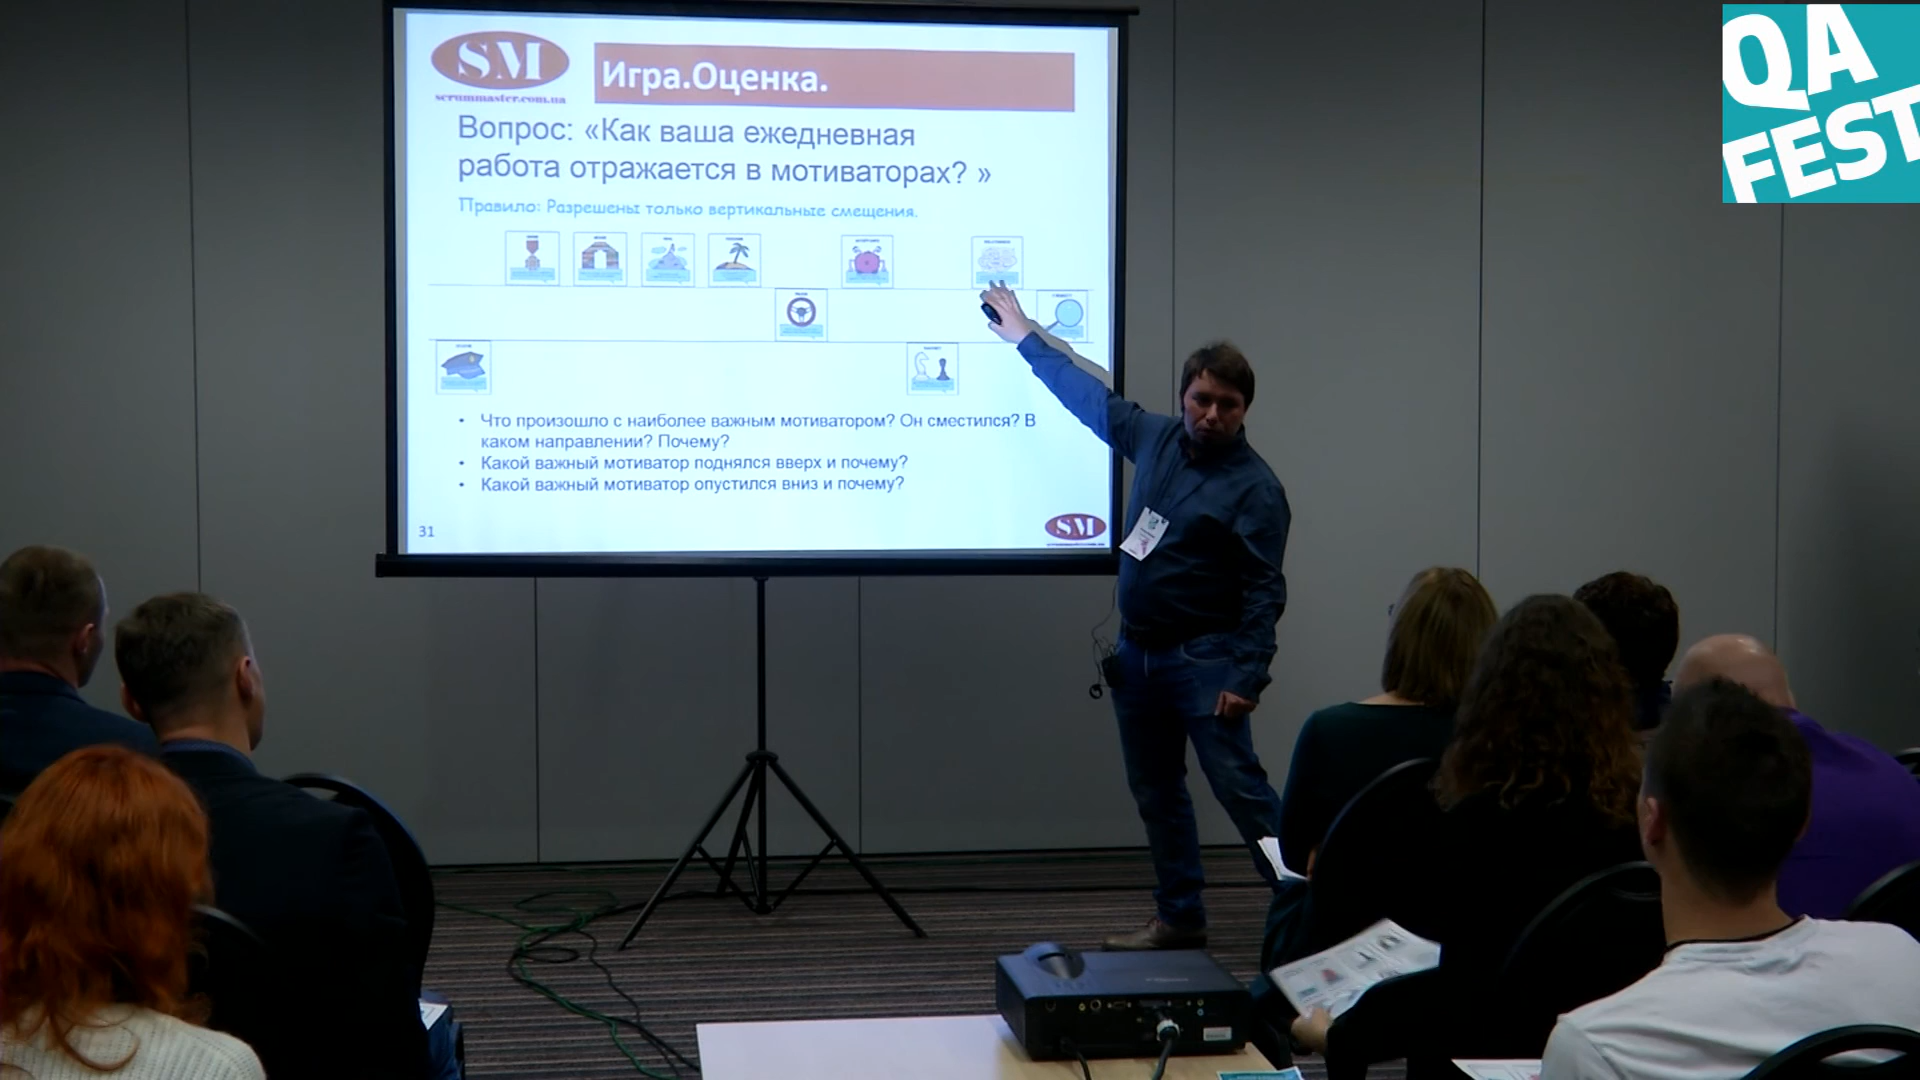 SM
scrummaster.com.ua
Игра.Оценка.
Вопрос: «Как ваша ежедневная
работа отражается в мотиваторах? »
Правило: Разрешены только вертикальные смещения.
• Что произошло с наиболее важным мотиватором? Он сместился? В
каком направлении? Почему?
• Какой важный мотиватор поднялся вверх и почему?
• Какой важный мотиватор опустился вниз и почему?
31
SM
QA
FEST